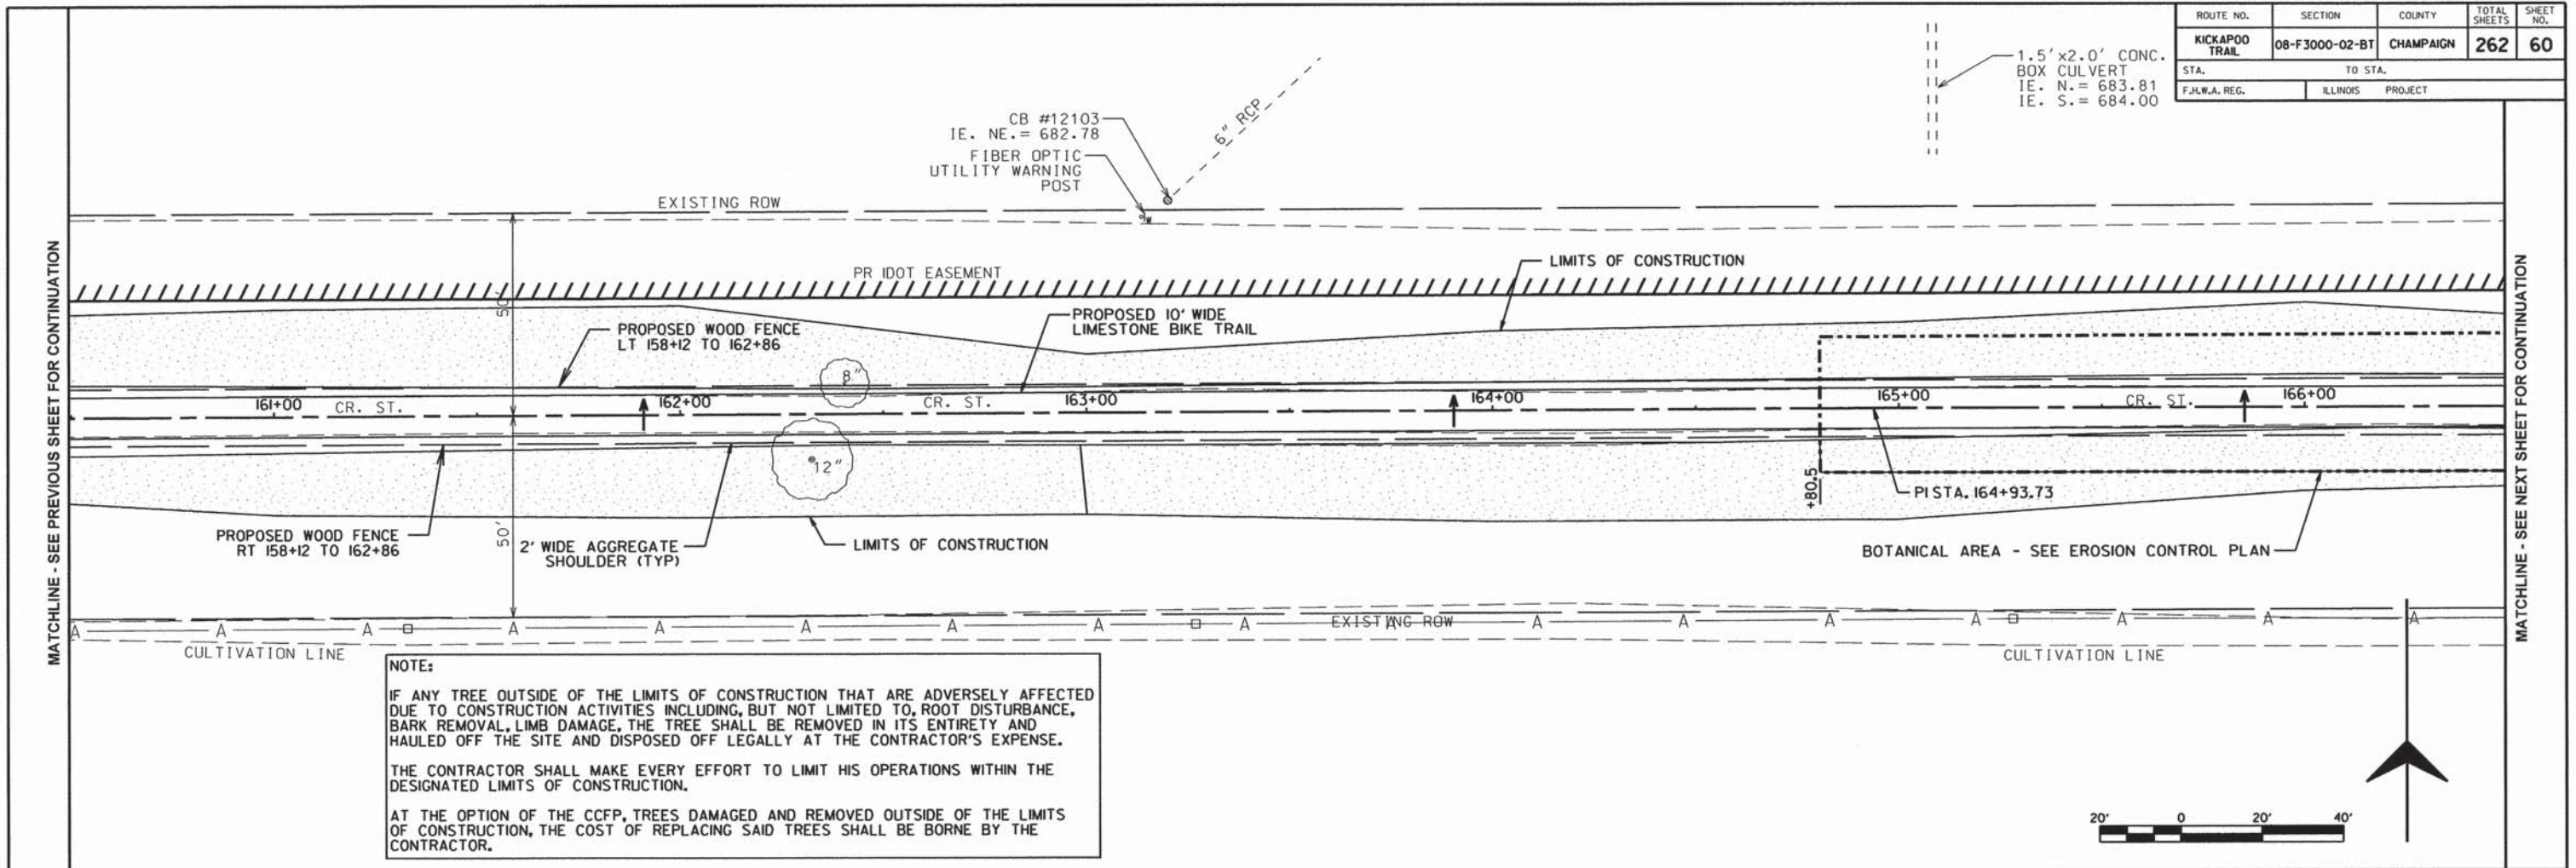 ROUTE NO. SECTION COUNTY TOTAL SHEETS SHEET NO.
KICKAPOO TRAIL 08-F3000-02-BT CHAMPAIGN 262 60
STA. TO STA.
F.H.W.A. REG. ILLINOIS PROJECT
1.5'x2.0' CONC.
BOX CULVERT
IE. N.= 683.81
IE. S.= 684.00
CB #12103
IE. NE.= 682.78
6" RCP
FIBER OPTIC
UTILITY WARNING
POST
EXISTING ROW
PR IDOT EASEMENT
LIMITS OF CONSTRUCTION
50'
PROPOSED WOOD FENCE
LT 158+12 TO 162+86
PROPOSED 10' WIDE
LIMESTONE BIKE TRAIL
8"
161+00 CR. ST. 162+00 CR. ST. 163+00 164+00 165+00 CR. ST. 166+00
12"
+80.5
PI STA. 164+93.73
PROPOSED WOOD FENCE
RT 158+12 TO 162+86
50'
2' WIDE AGGREGATE
SHOULDER (TYP)
LIMITS OF CONSTRUCTION
BOTANICAL AREA - SEE EROSION CONTROL PLAN
A A A A A A A A A EXISTING ROW A A A A A A A A
CULTIVATION LINE CULTIVATION LINE
MATCHLINE - SEE PREVIOUS SHEET FOR CONTINUATION
MATCHLINE - SEE NEXT SHEET FOR CONTINUATION
NOTE:
IF ANY TREE OUTSIDE OF THE LIMITS OF CONSTRUCTION THAT ARE ADVERSELY AFFECTED
DUE TO CONSTRUCTION ACTIVITIES INCLUDING, BUT NOT LIMITED TO, ROOT DISTURBANCE,
BARK REMOVAL, LIMB DAMAGE, THE TREE SHALL BE REMOVED IN ITS ENTIRETY AND
HAULED OFF THE SITE AND DISPOSED OFF LEGALLY AT THE CONTRACTOR'S EXPENSE.
THE CONTRACTOR SHALL MAKE EVERY EFFORT TO LIMIT HIS OPERATIONS WITHIN THE
DESIGNATED LIMITS OF CONSTRUCTION.
AT THE OPTION OF THE CCFP, TREES DAMAGED AND REMOVED OUTSIDE OF THE LIMITS
OF CONSTRUCTION, THE COST OF REPLACING SAID TREES SHALL BE BORNE BY THE
CONTRACTOR.
20' 0 20' 40'